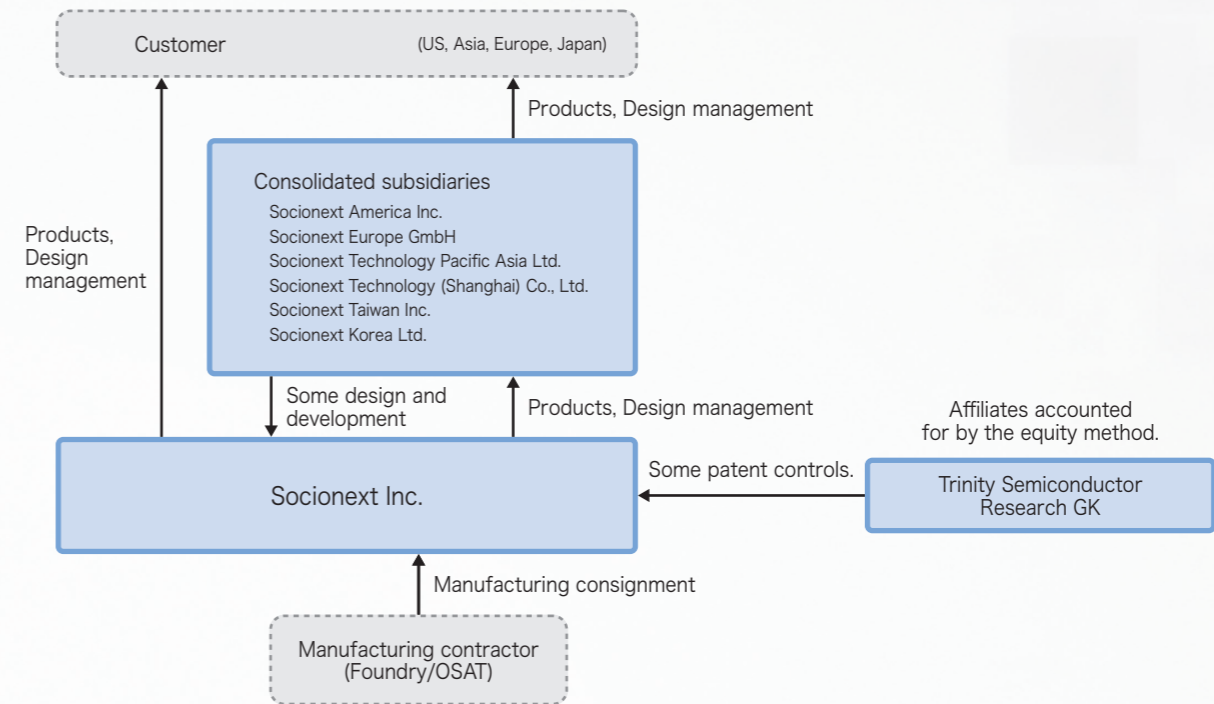 Customer
(US, Asia, Europe, Japan)
Products, Design management
Consolidated subsidiaries
Socionext America Inc.
Socionext Europe GmbH
Socionext Technology Pacific Asia Ltd.
Socionext Technology (Shanghai) Co., Ltd.
Socionext Taiwan Inc.
Socionext Korea Ltd.
Products,
Design
management
Some design and
development
Products, Design management
Affiliates accounted
for by the equity method.
Socionext Inc.
Some patent controls.
Trinity Semiconductor
Research GK
Manufacturing consignment
Manufacturing contractor
(Foundry/OSAT)